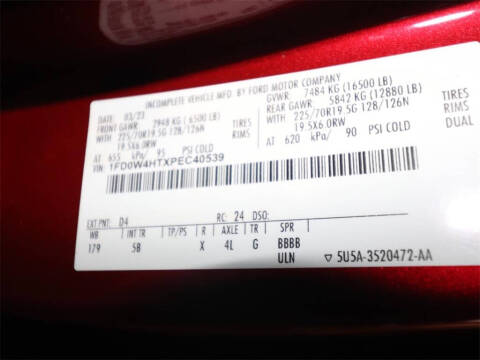 INCOMPLETE VEHICLE MFD. BY FORD MOTOR COMPANY
DATE: 03/23 GVWR: 7484 KG (16500 LB)
FRONT GAWR: 2948 KG (6500 LB) REAR GAWR: 5842 KG (12880 LB)
WITH 225/70R19.5G 128/126N TIRES WITH 225/70R19.5G 128/126N TIRES
19.5X6.0RW RIMS 19.5X6.0RW RIMS
AT 655 kPa/ 95 PSI COLD AT 620 kPa/ 90 PSI COLD DUAL
VIN: 1FD0W4HTXPEC40539
EXT PNT: D4 RC: 24 DSO:
WB INT TR TP/PS R AXLE TR SPR
179 5B X 4L G BBBB
ULN ▽ 5U5A-3520472-AA